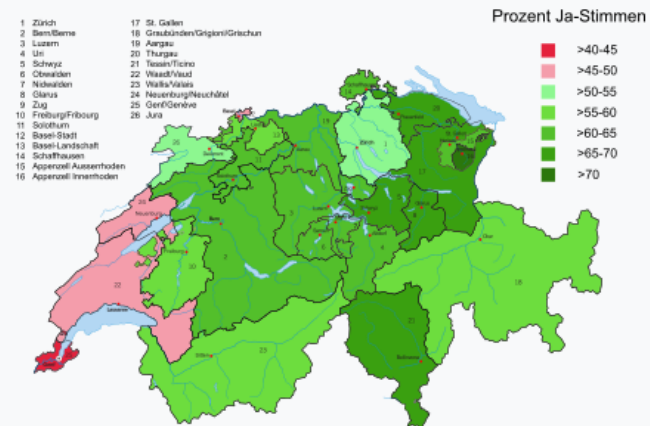 Prozent Ja-Stimmen
1 Zürich
2 Bern/Berne
3 Luzern
4 Uri
5 Schwyz
6 Obwalden
7 Nidwalden
8 Glarus
9 Zug
10 Freiburg/Fribourg
11 Solothurn
12 Basel-Stadt
13 Basel-Landschaft
14 Schaffhausen
15 Appenzell Ausserrhoden
16 Appenzell Innerrhoden
17 St. Gallen
18 Graubünden/Grigioni/Grischun
19 Aargau
20 Thurgau
21 Tessin/Ticino
22 Waadt/Vaud
23 Wallis/Valais
24 Neuenburg/Neuchâtel
25 Genf/Genève
26 Jura
>40-45
>45-50
>50-55
>55-60
>60-65
>65-70
>70